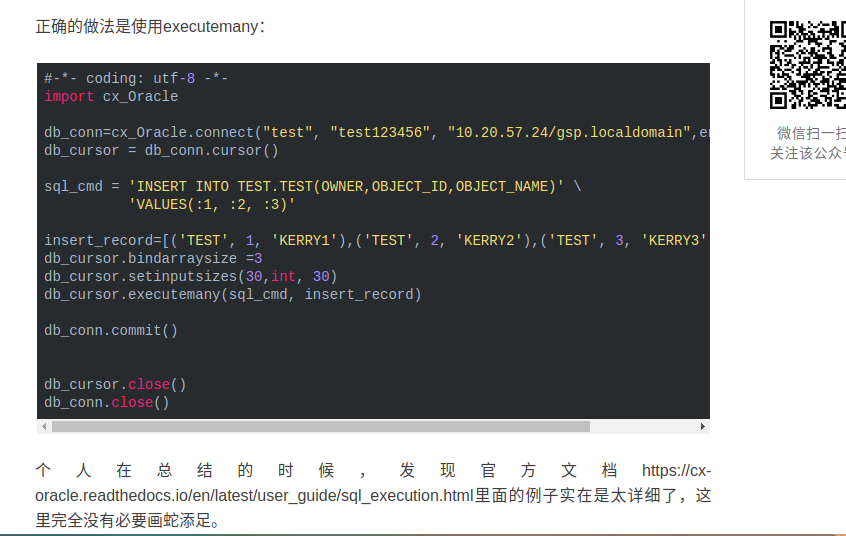 正确的做法是使用executemany：
#-*- coding: utf-8 -*-
import cx_Oracle
db_conn=cx_Oracle.connect("test", "test123456", "10.20.57.24/gsp.localdomain",en
db_cursor = db_conn.cursor()
sql_cmd = 'INSERT INTO TEST.TEST(OWNER,OBJECT_ID,OBJECT_NAME)' \
'VALUES(:1, :2, :3)'
insert_record=[('TEST', 1, 'KERRY1'),('TEST', 2, 'KERRY2'),('TEST', 3, 'KERRY3'
db_cursor.bindarraysize =3
db_cursor.setinputsizes(30,int, 30)
db_cursor.executemany(sql_cmd, insert_record)
db_conn.commit()
db_cursor.close()
db_conn.close()
个人在总结的时候，发现官方文档https://cx-
oracle.readthedocs.io/en/latest/user_guide/sql_execution.html里面的例子实在是太详细了，这
里完全没有必要画蛇添足。
微信扫一扫
关注该公众号